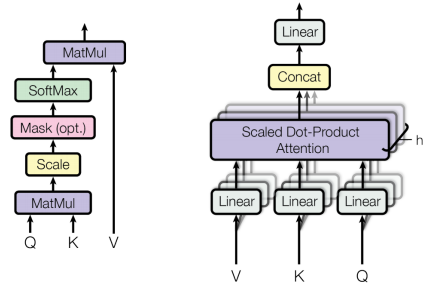 MatMul
SoftMax
Mask (opt.)
Scale
MatMul
Q K V
Linear
Concat
Scaled Dot-Product
Attention
h
Linear Linear Linear
V K Q